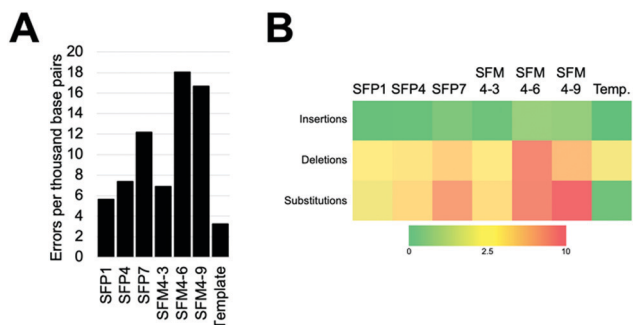 A
Errors per thousand base pairs
20
18
16
14
12
10
8
6
4
2
0
SFP1
SFP4
SFP7
SFM4-3
SFM4-6
SFM4-9
Template
B
SFM SFM SFM
SFP1 SFP4 SFP7 4-3 4-6 4-9 Temp.
Insertions
Deletions
Substitutions
0 2.5 10